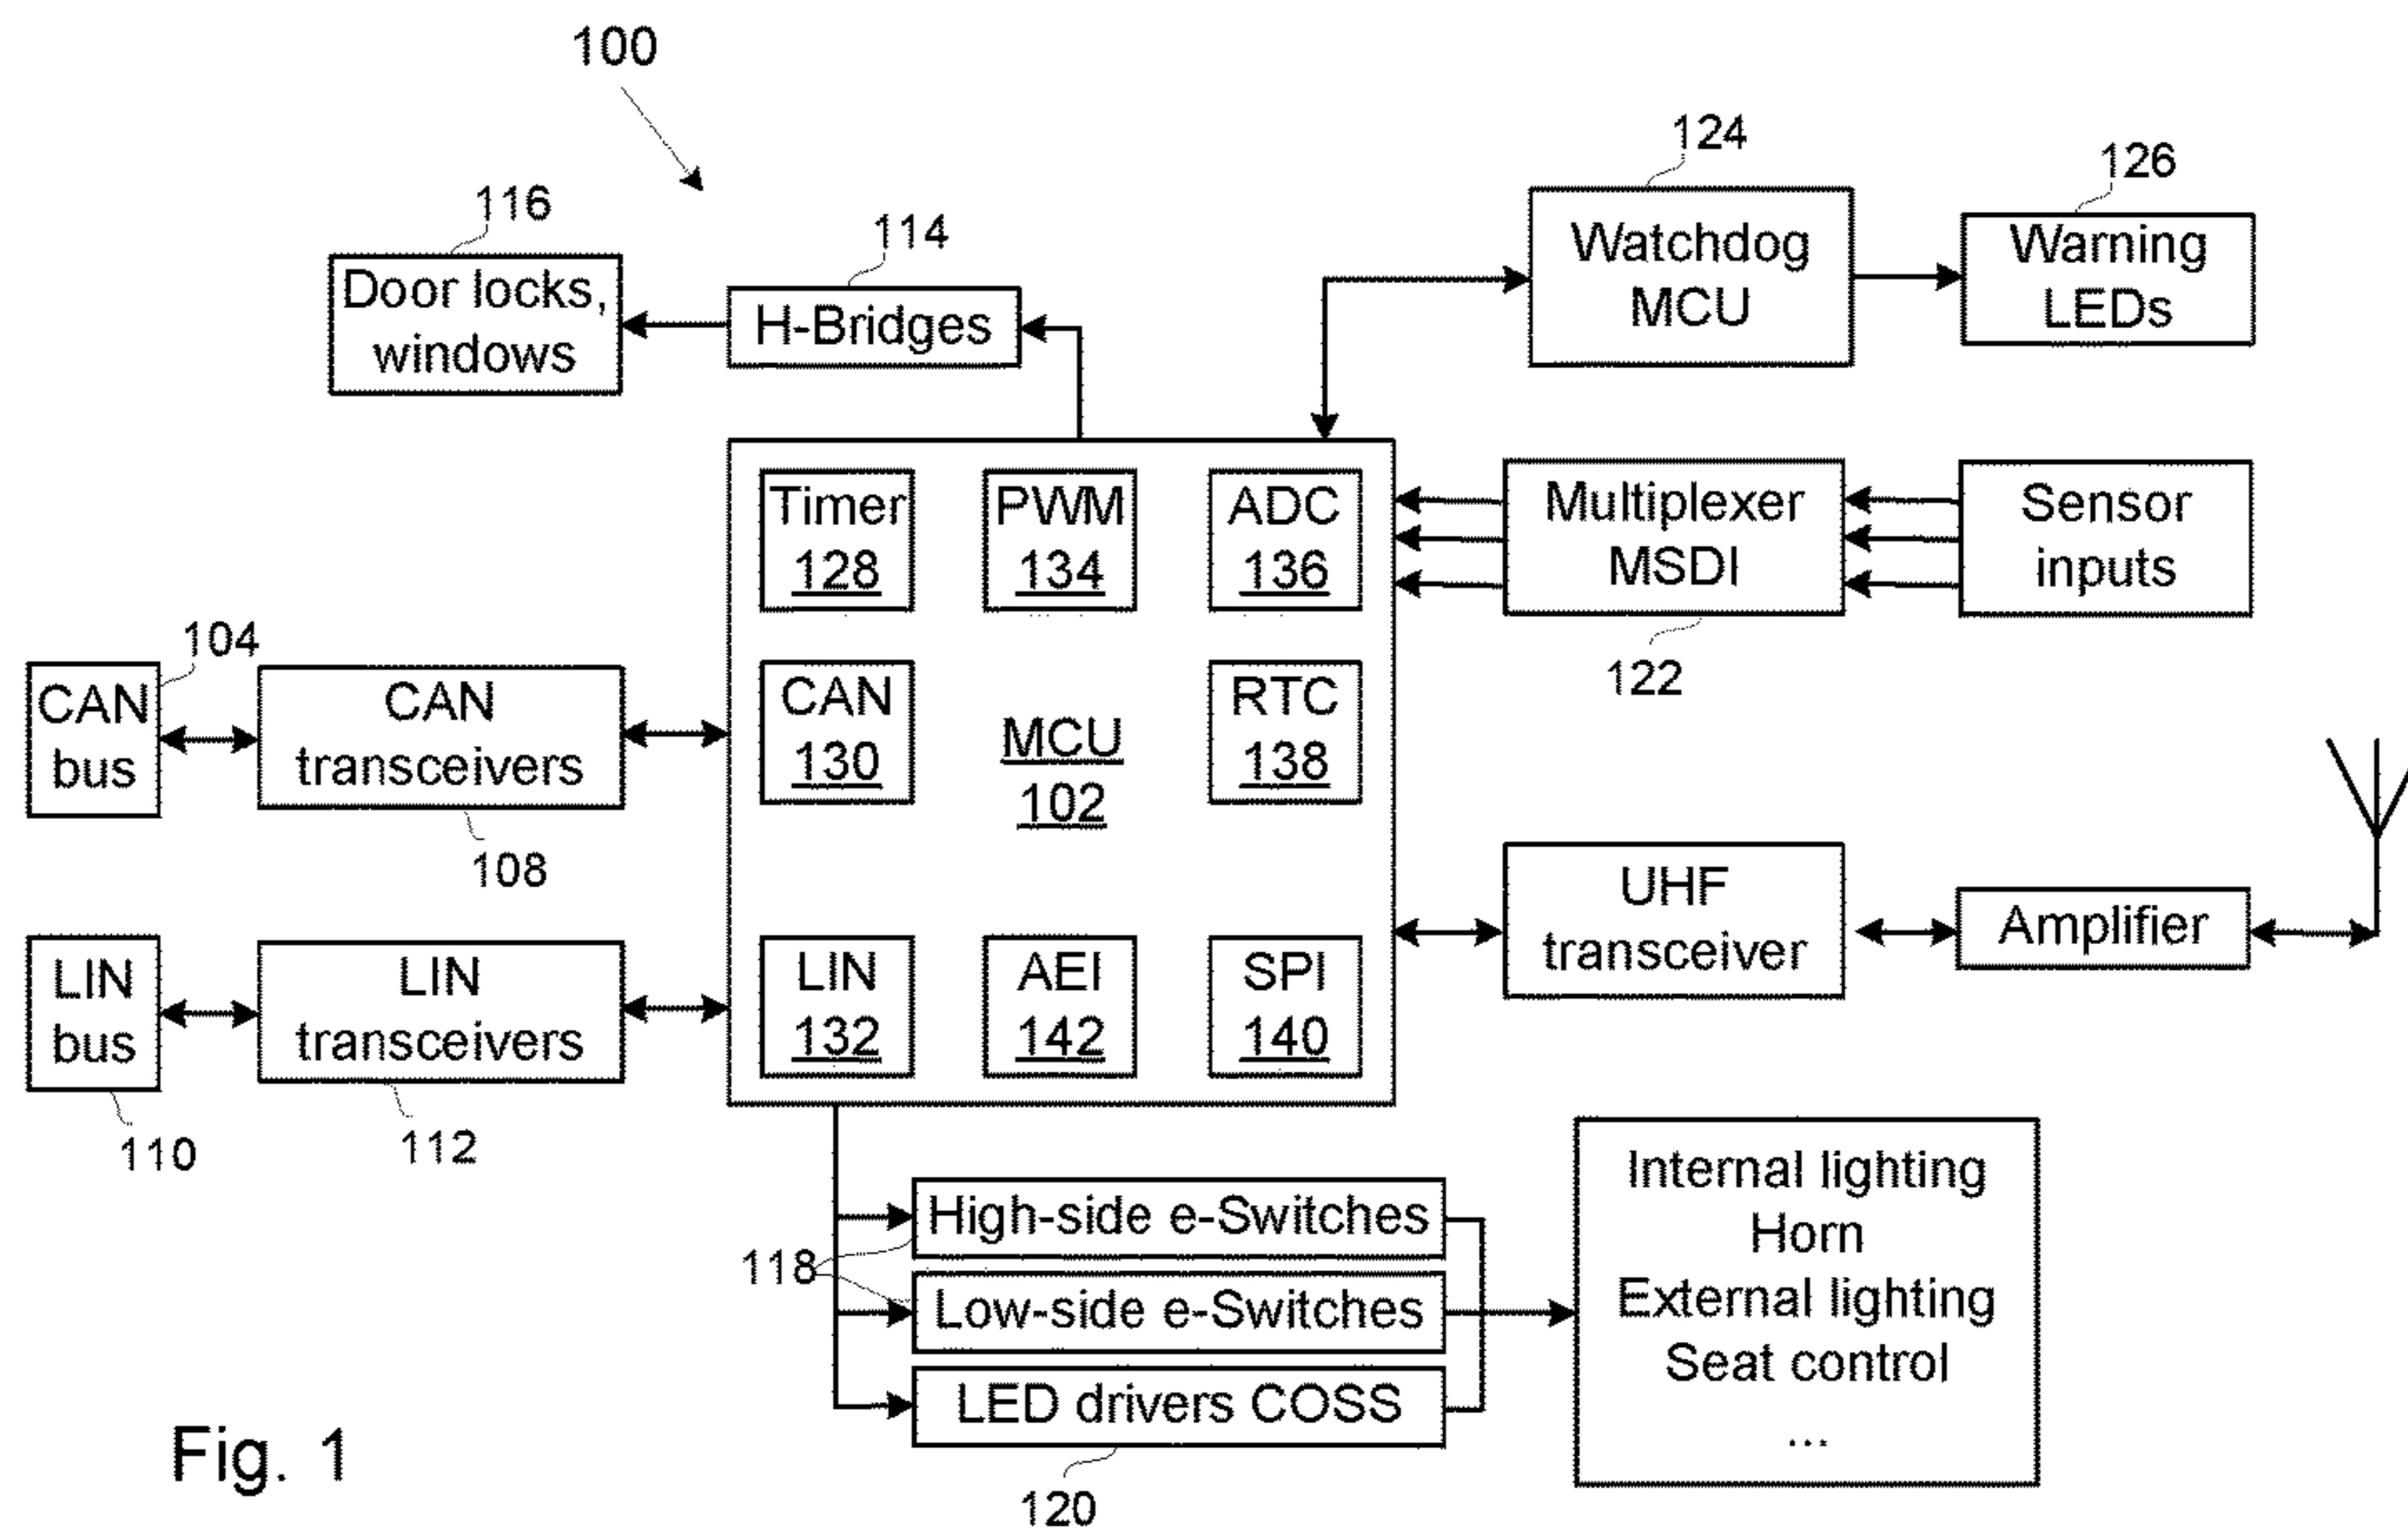 100
124
126
116
114
Watchdog
MCU
Warning
LEDs
Door locks,
windows
H-Bridges
Timer
128
PWM
134
ADC
136
Multiplexer
MSDI
Sensor
inputs
122
104
CAN
bus
CAN
transceivers
108
CAN
130
MCU
102
RTC
138
UHF
transceiver
Amplifier
LIN
bus
110
LIN
transceivers
112
LIN
132
AEI
142
SPI
140
High-side e-Switches
118
Low-side e-Switches
LED drivers COSS
120
Internal lighting
Horn
External lighting
Seat control
...
Fig. 1